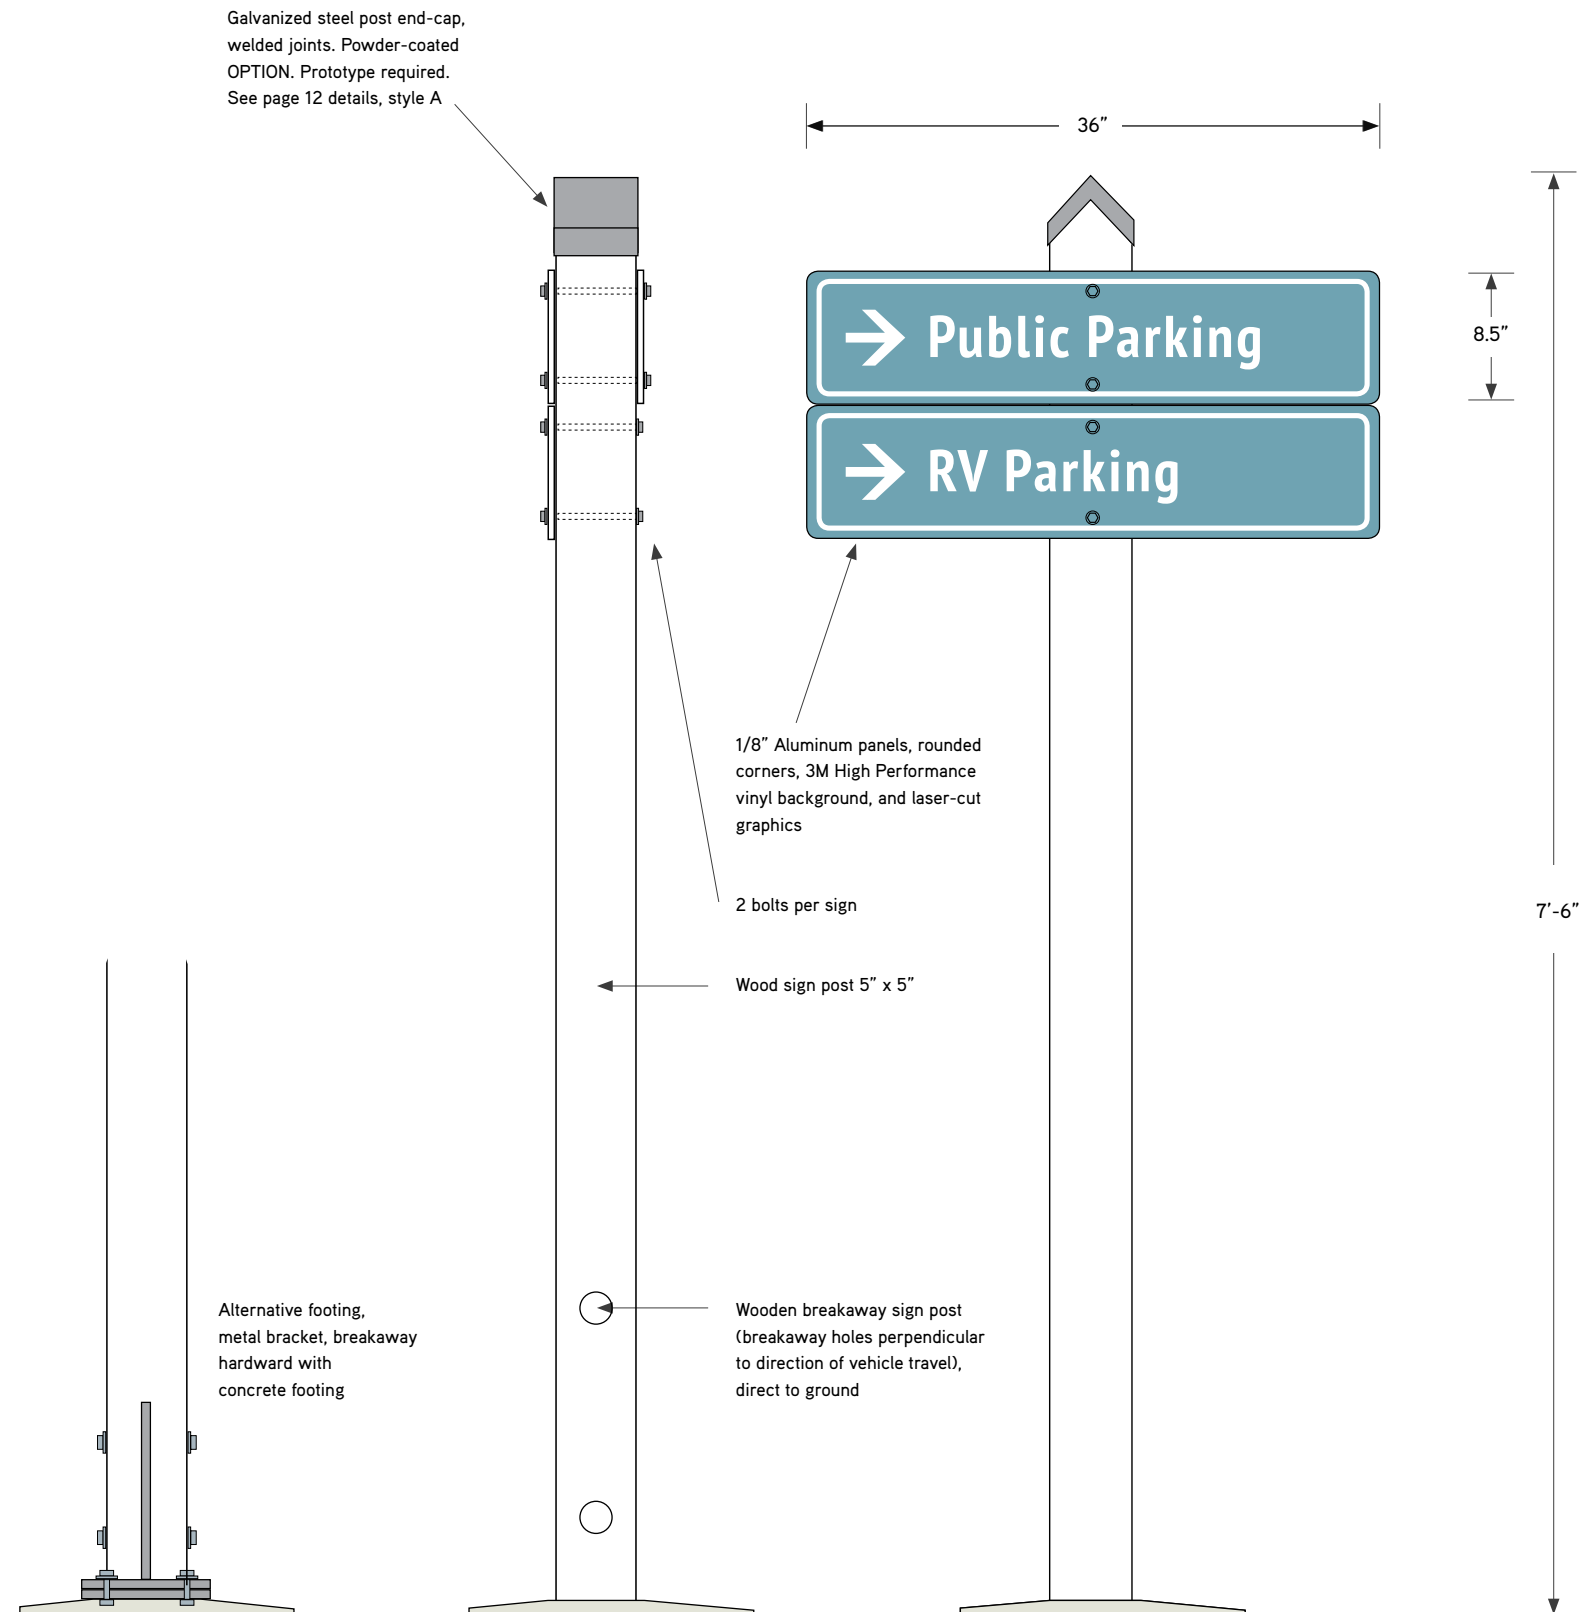 Galvanized steel post end-cap,
welded joints. Powder-coated
OPTION. Prototype required.
See page 12 details, style A
36”
Public Parking
8.5”
RV Parking
1/8” Aluminum panels, rounded
corners, 3M High Performance
vinyl background, and laser-cut
graphics
2 bolts per sign
7’-6”
Wood sign post 5” x 5”
Alternative footing,
metal bracket, breakaway
hardward with
concrete footing
Wooden breakaway sign post
(breakaway holes perpendicular
to direction of vehicle travel),
direct to ground